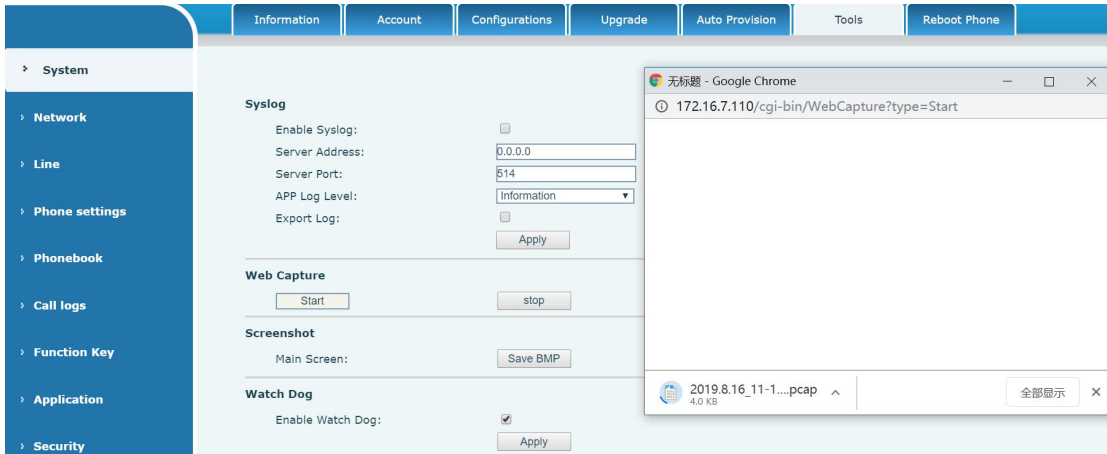 Information Account Configurations Upgrade Auto Provision Tools Reboot Phone
System
Network
Line
Phone settings
Phonebook
Call logs
Function Key
Application
Security
Syslog
Enable Syslog:
Server Address: 0.0.0.0
Server Port: 514
APP Log Level: Information
Export Log:
Apply
Web Capture
Start stop
Screenshot
Main Screen: Save BMP
Watch Dog
Enable Watch Dog:
Apply
无标题 - Google Chrome
172.16.7.110/cgi-bin/WebCapture?type=Start
2019.8.16_11-1....pcap
4.0 KB
全部显示